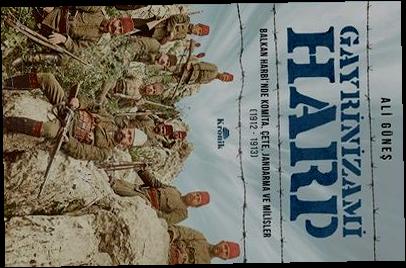 ALİ GÜNEŞ
GAYRİNİZAMİ
HARP
BALKAN HARBİ'NDE KOMİTA, ÇETE, JANDARMA VE MİLİSLER
(1912 - 1913)
Kronik